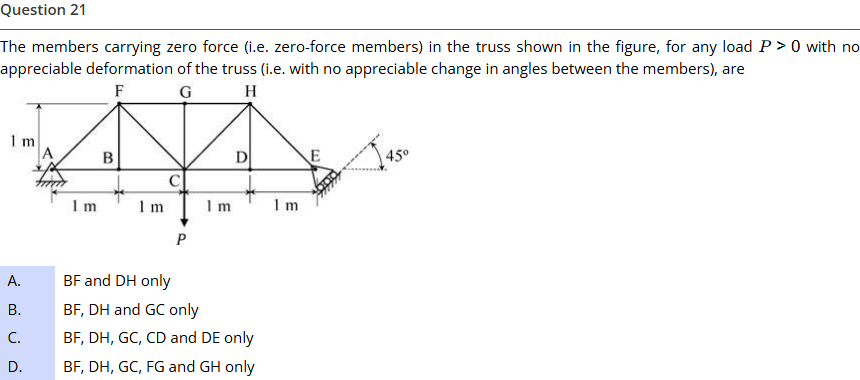 Question 21
The members carrying zero force (i.e. zero-force members) in the truss shown in the figure, for any load P > 0 with no
appreciable deformation of the truss (i.e. with no appreciable change in angles between the members), are
F G H
1 m
A B D E 45°
C
1 m 1 m 1 m 1 m
P
A. BF and DH only
B. BF, DH and GC only
C. BF, DH, GC, CD and DE only
D. BF, DH, GC, FG and GH only